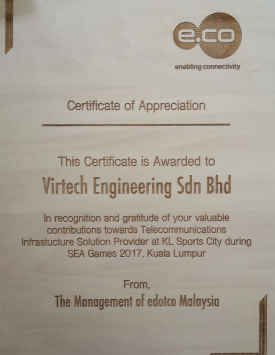 e.co
enabling connectivity
Certificate of Appreciation
This Certificate is Awarded to
Virtech Engineering Sdn Bhd
In recognition and gratitude of your valuable
contributions towards Telecommunications
Infrastucture Solution Provider at KL Sports City during
SEA Games 2017, Kuala Lumpur
From,
The Management of edotco Malaysia